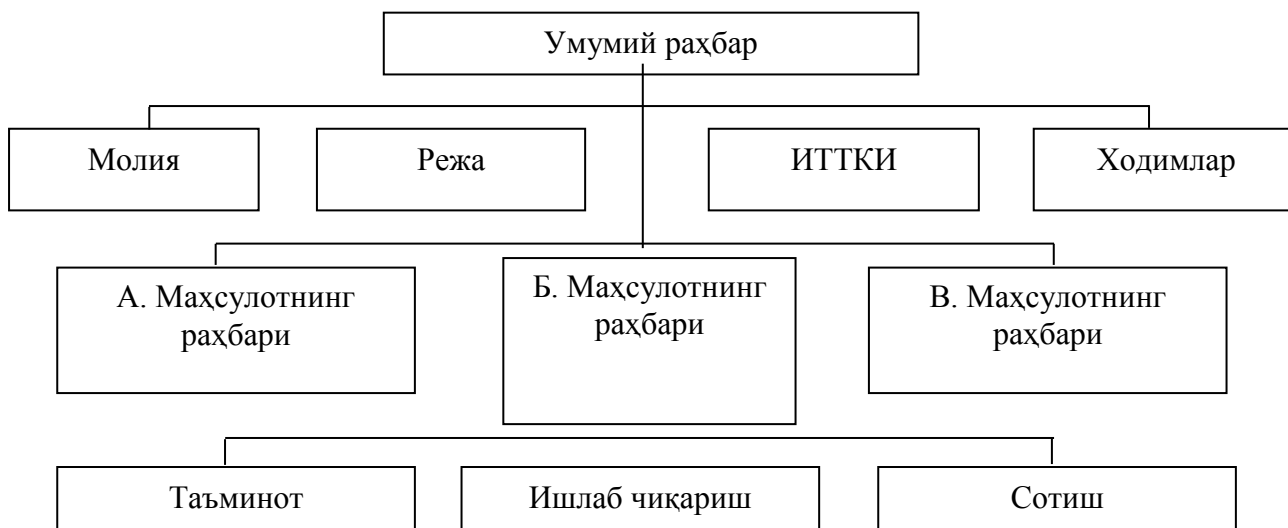 Умумий раҳбар
Молия
Режа
ИТТКИ
Ходимлар
А. Маҳсулотнинг
раҳбари
Б. Маҳсулотнинг
раҳбари
В. Маҳсулотнинг
раҳбари
Таъминот
Ишлаб чиқариш
Сотиш